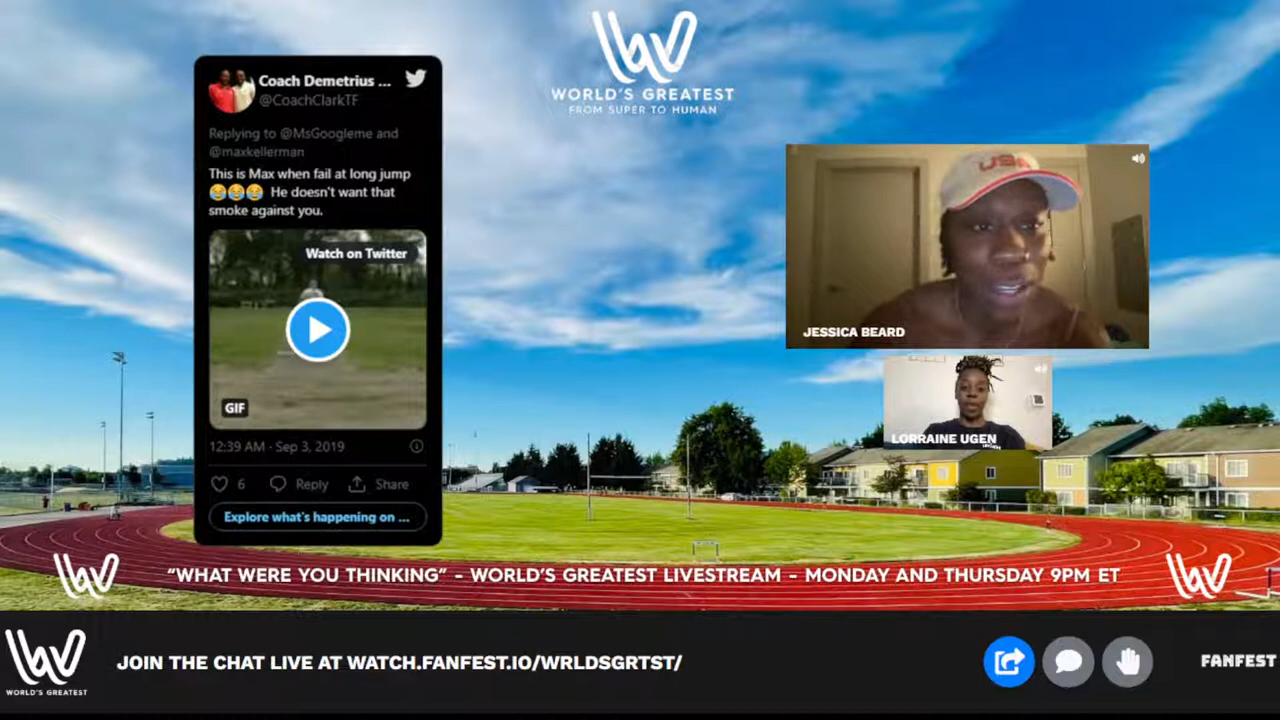 WORLD'S GREATEST
FROM SUPER TO HUMAN
Coach Demetrius ...
@CoachClarkTF
Replying to @MsGoogleme and
@maxkellerman
This is Max when fail at long jump
😂😂😂 He doesn't want that
smoke against you.
Watch on Twitter
GIF
12:39 AM · Sep 3, 2019
6 Reply Share
Explore what's happening on ...
USA
JESSICA BEARD
LORRAINE UGEN
"WHAT WERE YOU THINKING" - WORLD'S GREATEST LIVESTREAM - MONDAY AND THURSDAY 9PM ET
WORLD'S GREATEST
JOIN THE CHAT LIVE AT WATCH.FANFEST.IO/WRLDSGRTST/
FANFEST